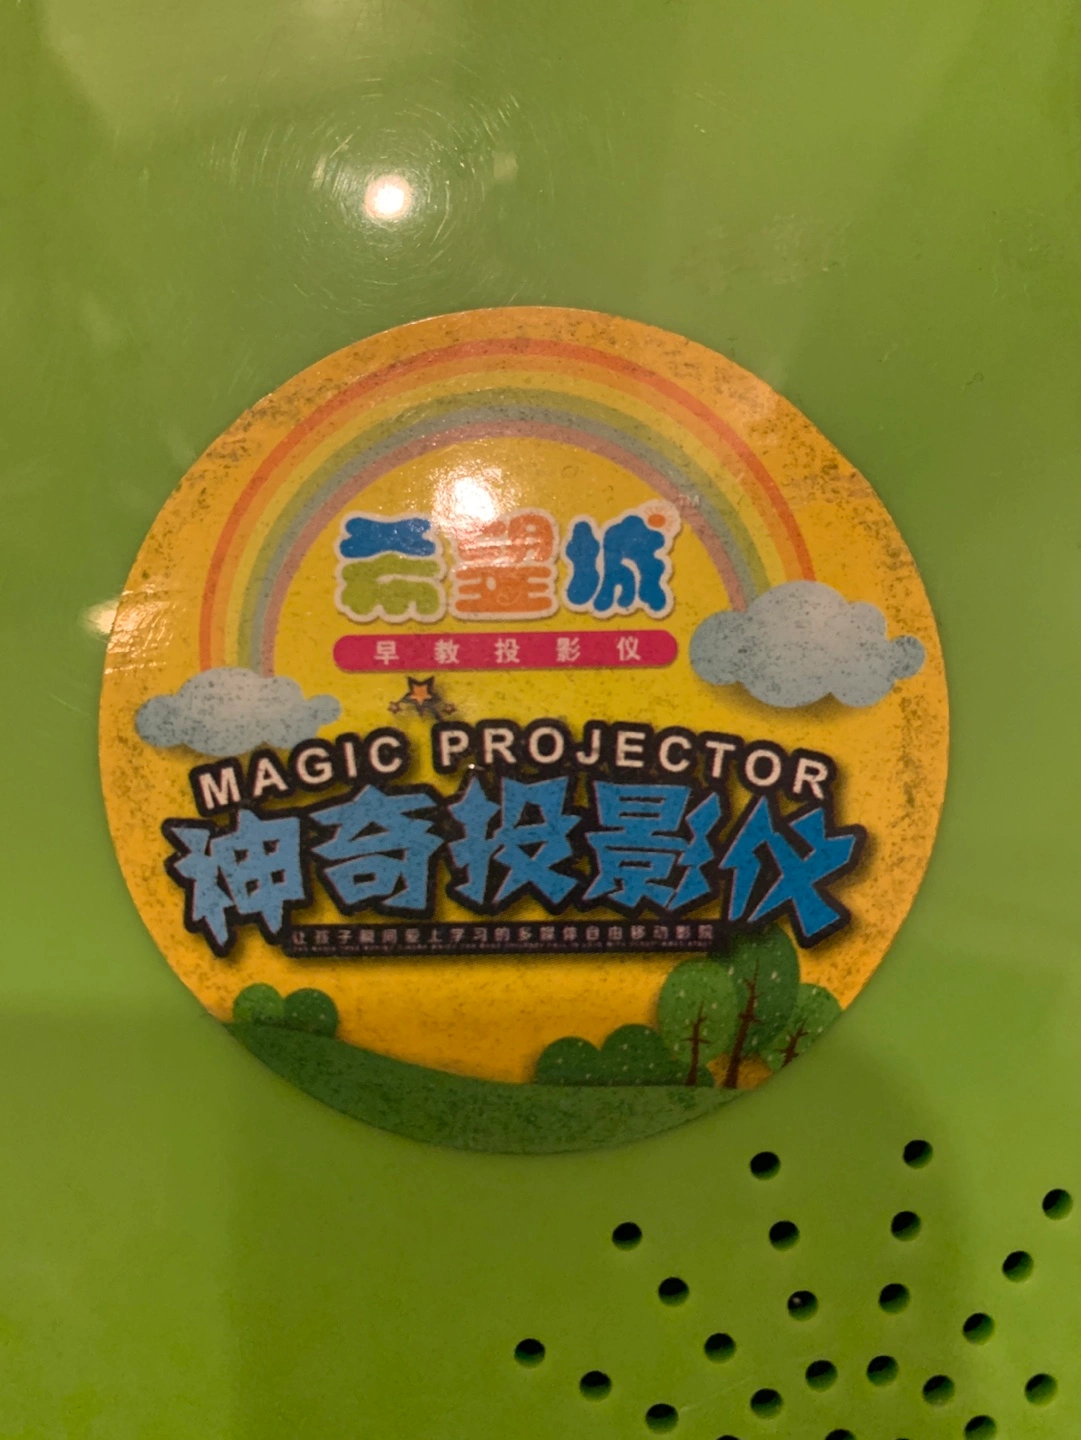 希望城 TM
早教投影仪
MAGIC PROJECTOR
神奇投影仪
让孩子瞬间爱上学习的多媒体自由移动影院